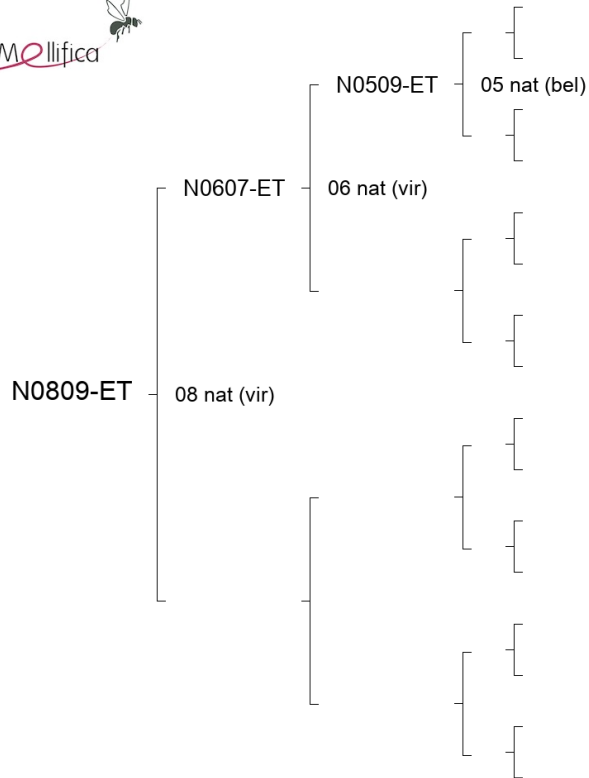 Mellifica
N0509-ET 05 nat (bel)
N0607-ET 06 nat (vir)
N0809-ET 08 nat (vir)